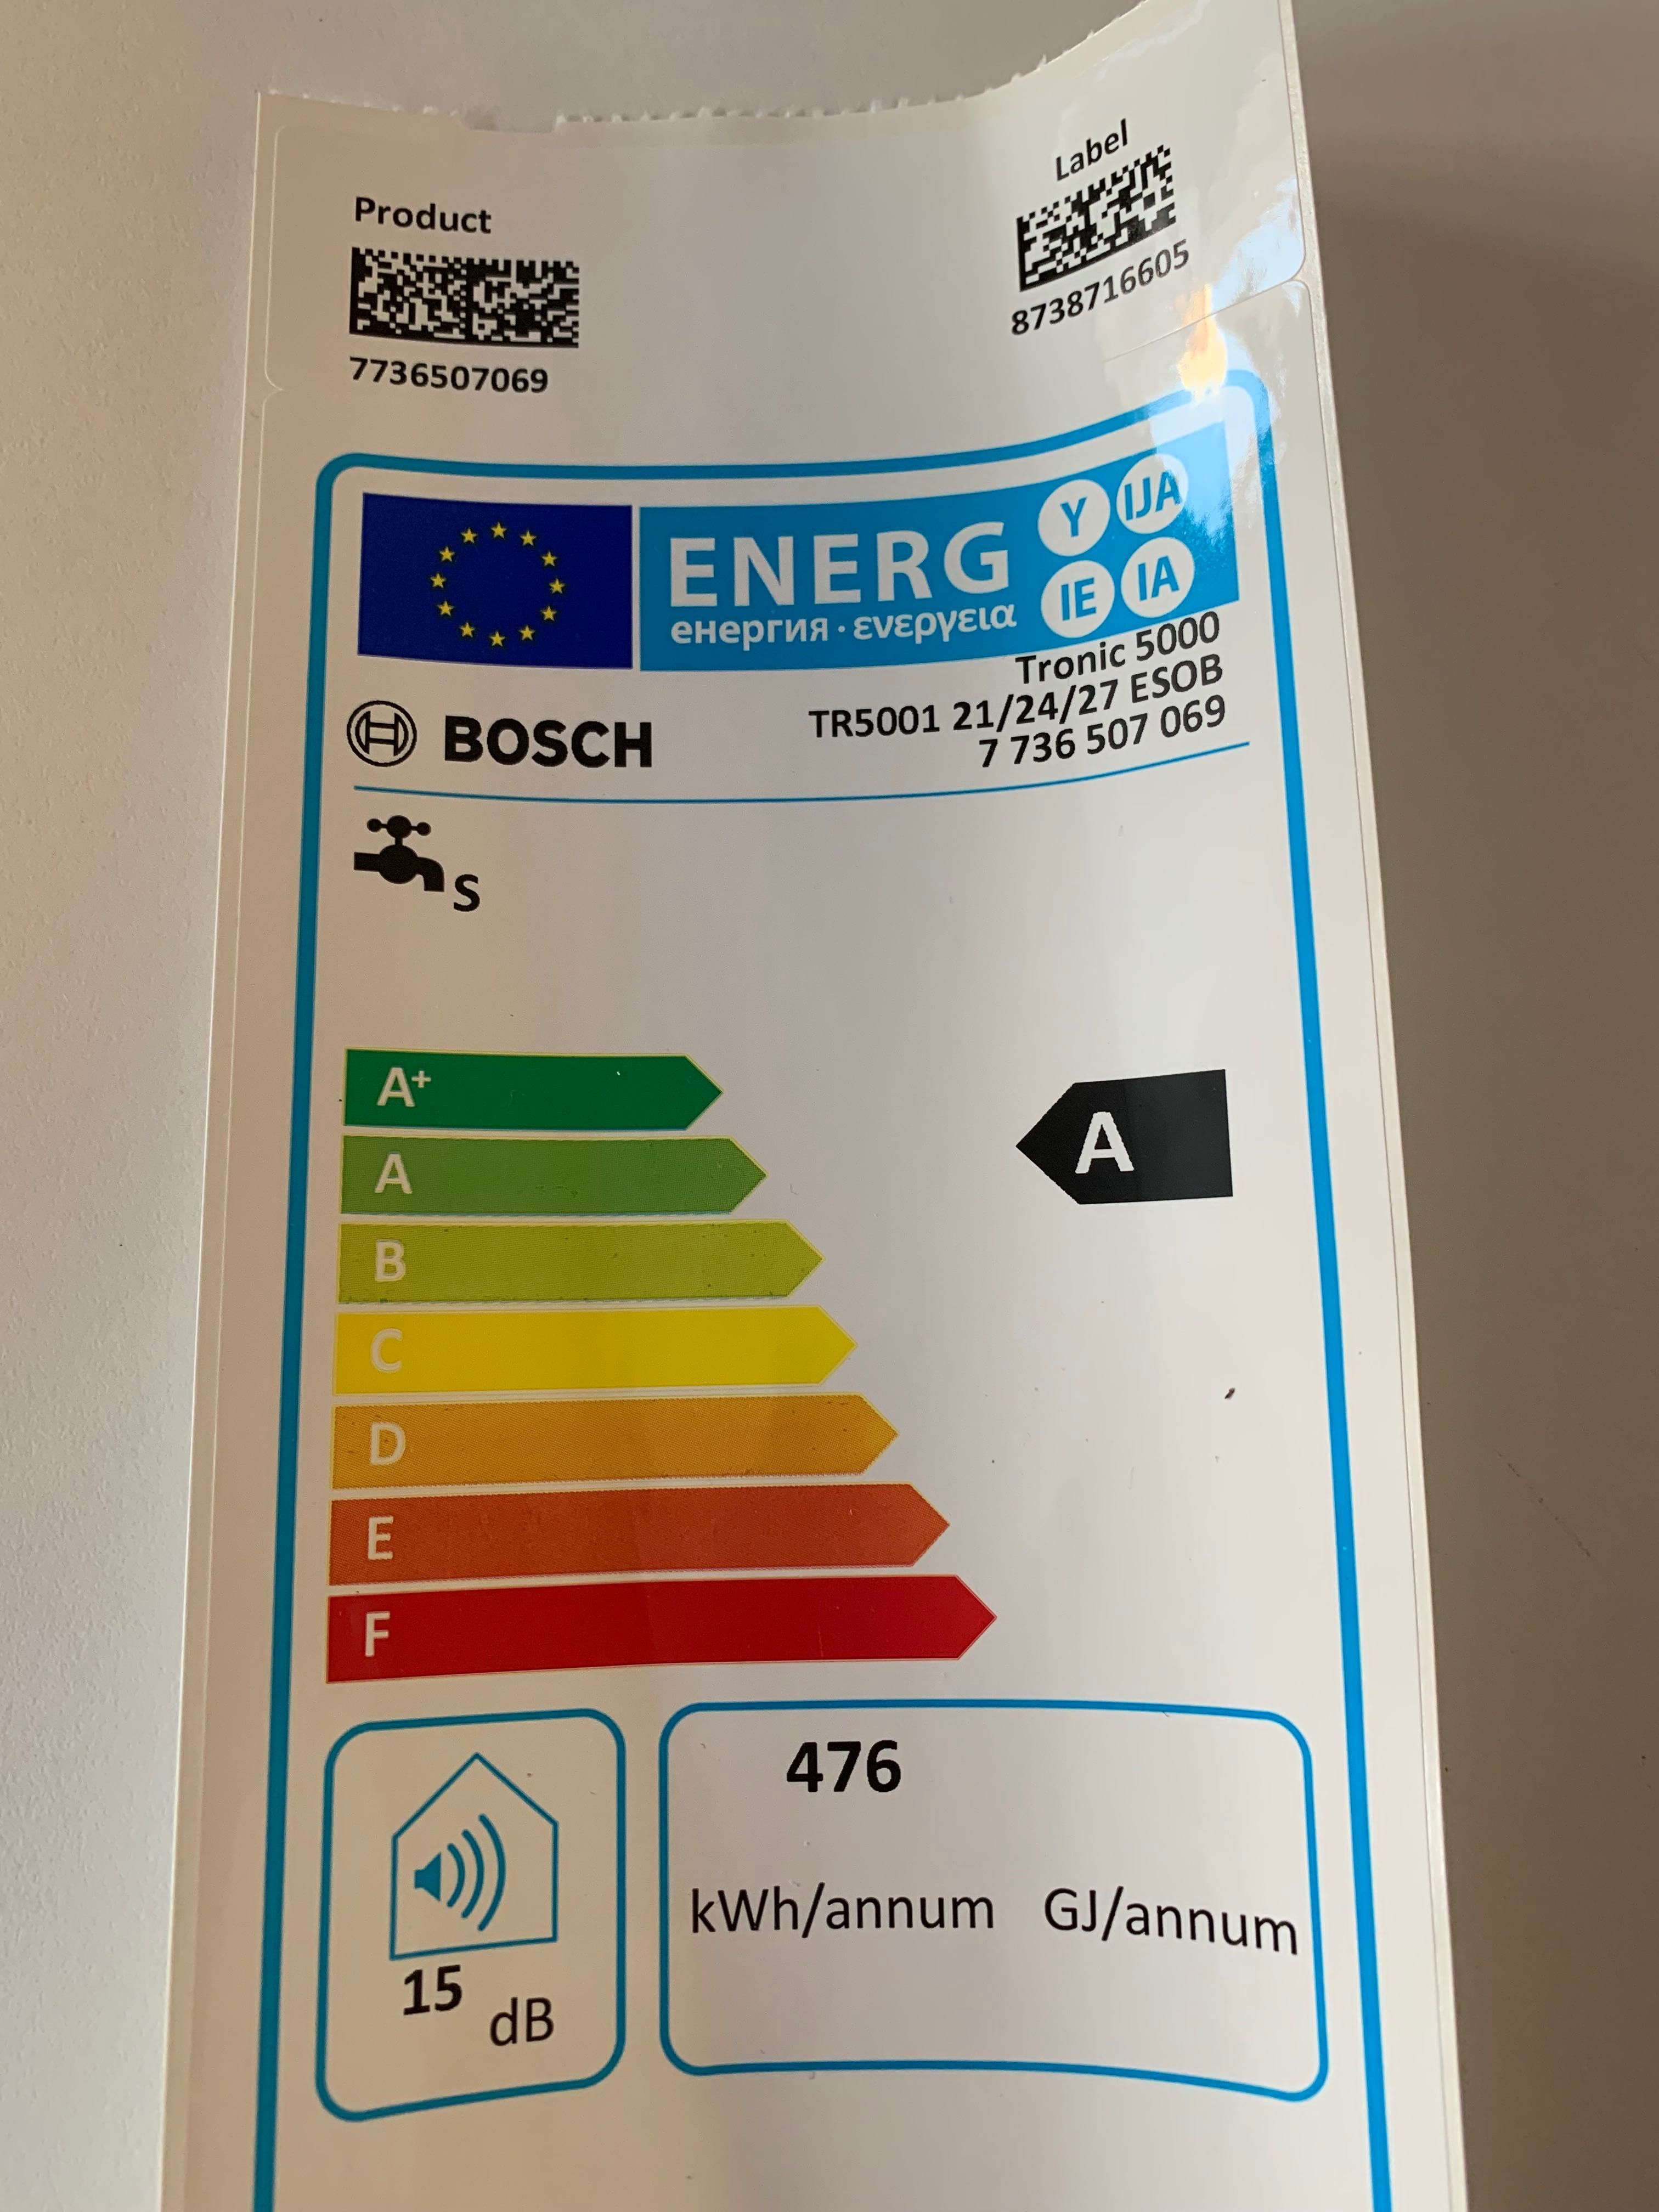 Product
7736507069
Label
8738716605
ENERG
енергия · ενεργεια
Y IJA
IE IA
Tronic 5000
TR5001 21/24/27 ESOB
7 736 507 069
BOSCH
S
A+
A
A
B
C
D
E
F
476
kWh/annum GJ/annum
15
dB